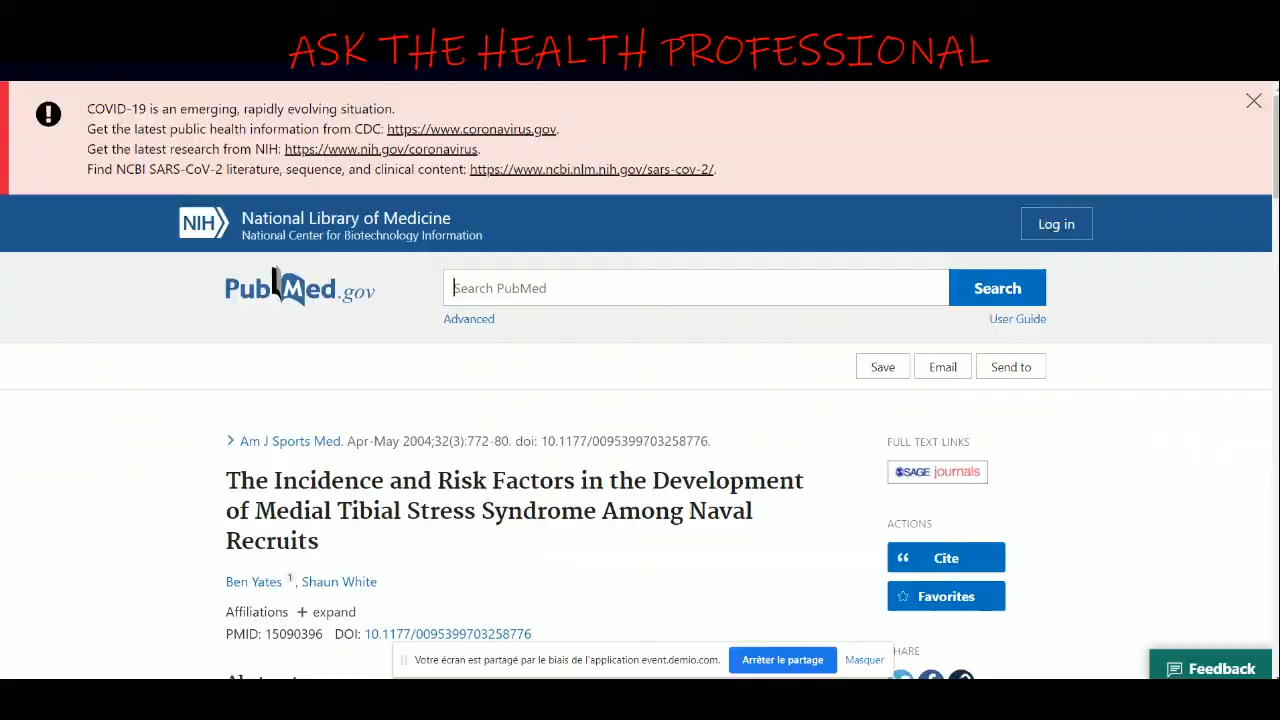 ASK THE HEALTH PROFESSIONAL
COVID-19 is an emerging, rapidly evolving situation.
Get the latest public health information from CDC: https://www.coronavirus.gov.
Get the latest research from NIH: https://www.nih.gov/coronavirus.
Find NCBI SARS-CoV-2 literature, sequence, and clinical content: https://www.ncbi.nlm.nih.gov/sars-cov-2/.
NIH
National Library of Medicine
National Center for Biotechnology Information
Log in
PubMed.gov
Search PubMed
Search
Advanced
User Guide
Save
Email
Send to
Am J Sports Med. Apr-May 2004;32(3):772-80. doi: 10.1177/0095399703258776.
The Incidence and Risk Factors in the Development
of Medial Tibial Stress Syndrome Among Naval
Recruits
Ben Yates 1, Shaun White
Affiliations + expand
PMID: 15090396 DOI: 10.1177/0095399703258776
FULL TEXT LINKS
SAGE journals
ACTIONS
Cite
Favorites
Votre écran est partagé par le biais de l'application event.demio.com.
Arrêter le partage
Masquer
Feedback